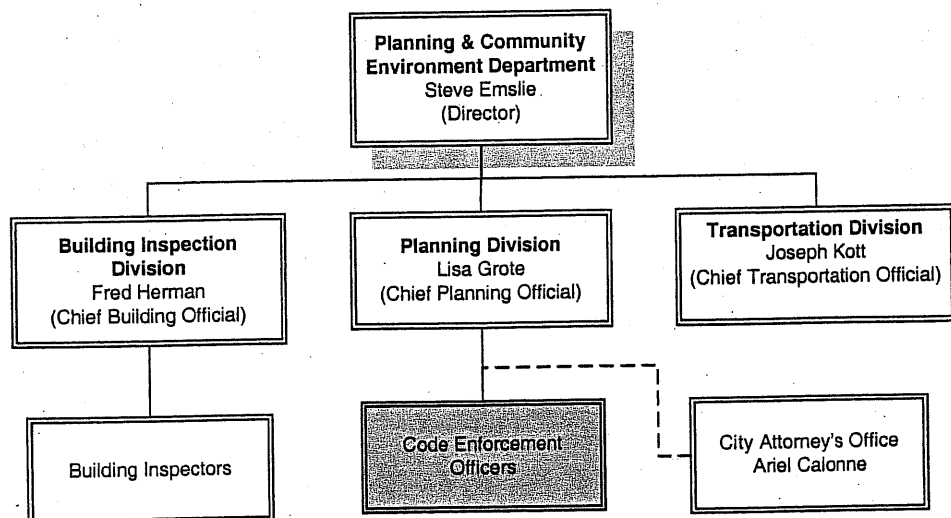 Planning & Community
Environment Department
Steve Emslie
(Director)
Building Inspection
Division
Fred Herman
(Chief Building Official)
Planning Division
Lisa Grote
(Chief Planning Official)
Transportation Division
Joseph Kott
(Chief Transportation Official)
Building Inspectors
Code Enforcement
Officers
City Attorney's Office
Ariel Calonne